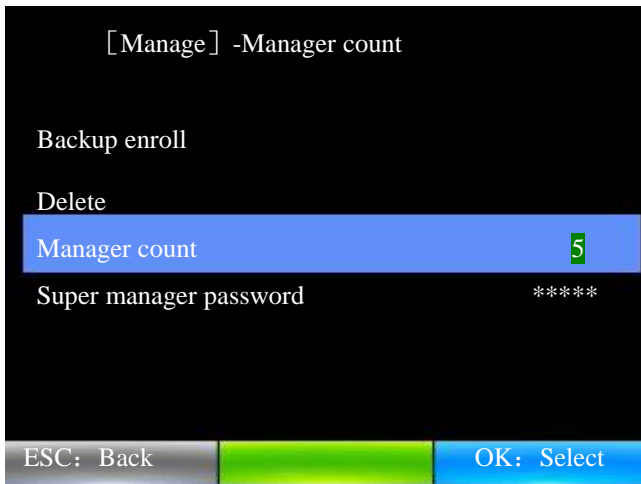 ［Manage］ -Manager count
Backup enroll
Delete
Manager count 5
Super manager password *****
ESC：Back OK：Select